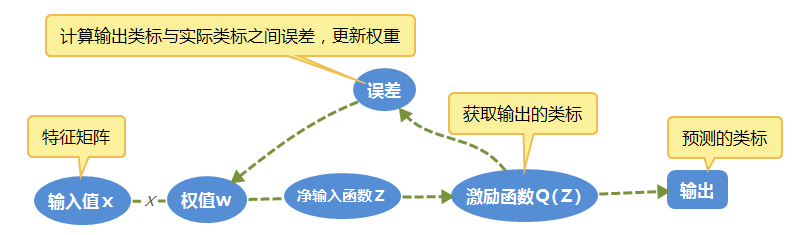 计算输出类标与实际类标之间误差，更新权重
误差
获取输出的类标
特征矩阵
预测的类标
输入值x
X
权值w
净输入函数Z
激励函数Q(Z)
输出